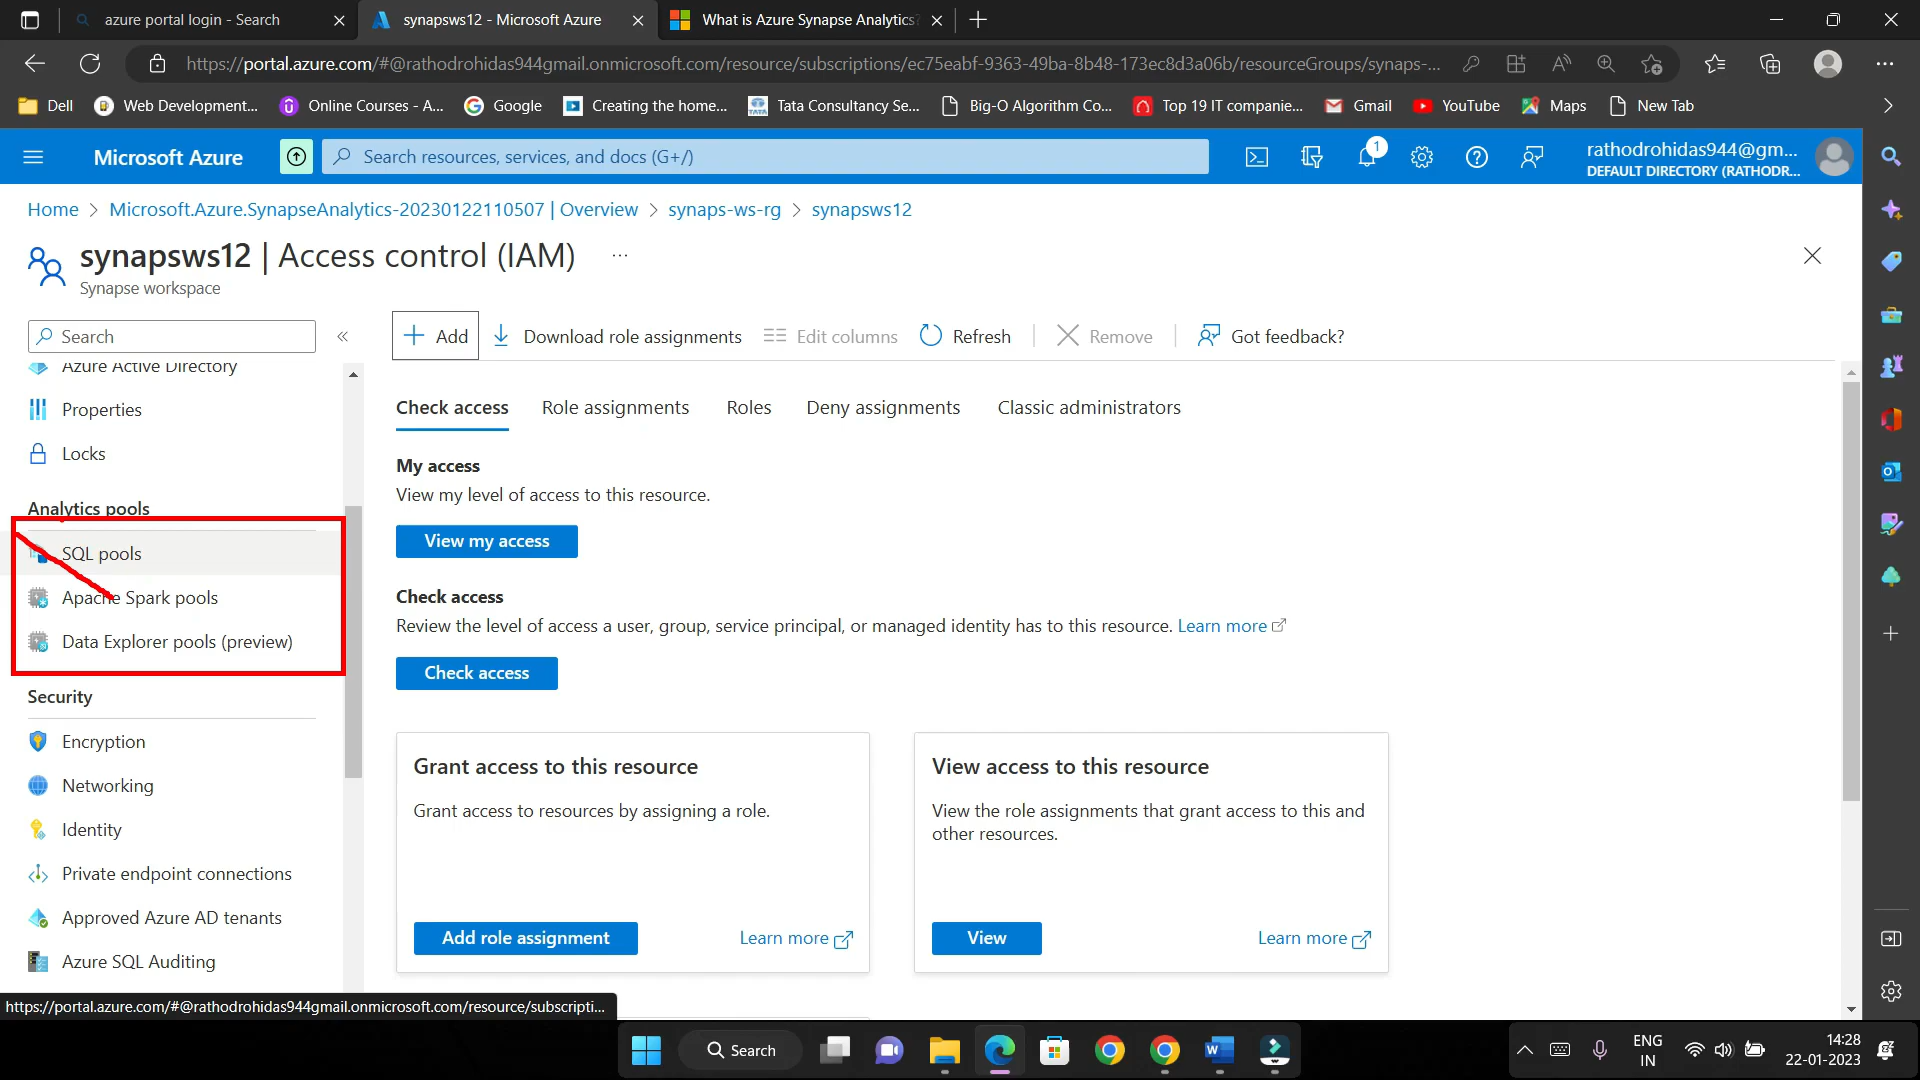 azure portal login - Search
synapsws12 - Microsoft Azure
What is Azure Synapse Analytics?
https://portal.azure.com/#@rathodrohidas944gmail.onmicrosoft.com/resource/subscriptions/ec75eabf-9363-49ba-8b48-173ec8d3a06b/resourceGroups/synaps-...
Dell
Web Development...
Online Courses - A...
Google
Creating the home...
Tata Consultancy Se...
Big-O Algorithm Co...
Top 19 IT companie...
Gmail
YouTube
Maps
New Tab
Microsoft Azure
Search resources, services, and docs (G+/)
1
rathodrohidas944@gm...
DEFAULT DIRECTORY (RATHODR...
Home > Microsoft.Azure.SynapseAnalytics-20230122110507 | Overview > synaps-ws-rg > synapsws12
synapsws12 | Access control (IAM) ...
Synapse workspace
Search
Add
Download role assignments
Edit columns
Refresh
Remove
Got feedback?
Azure Active Directory
Properties
Locks
Analytics pools
SQL pools
Apache Spark pools
Data Explorer pools (preview)
Security
Encryption
Networking
Identity
Private endpoint connections
Approved Azure AD tenants
Azure SQL Auditing
Check access
Role assignments
Roles
Deny assignments
Classic administrators
My access
View my level of access to this resource.
View my access
Check access
Review the level of access a user, group, service principal, or managed identity has to this resource. Learn more
Check access
Grant access to this resource
Grant access to resources by assigning a role.
Add role assignment
Learn more
View access to this resource
View the role assignments that grant access to this and
other resources.
View
Learn more
https://portal.azure.com/#@rathodrohidas944gmail.onmicrosoft.com/resource/subscripti...
Search
ENG
IN
14:28
22-01-2023